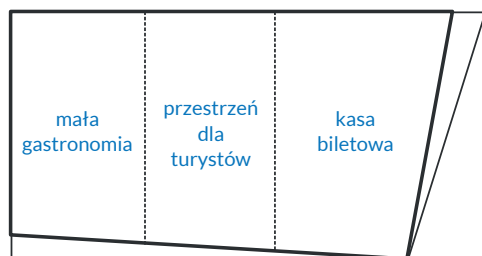 mała
gastronomia
przestrzeń
dla
turystów
kasa
biletowa